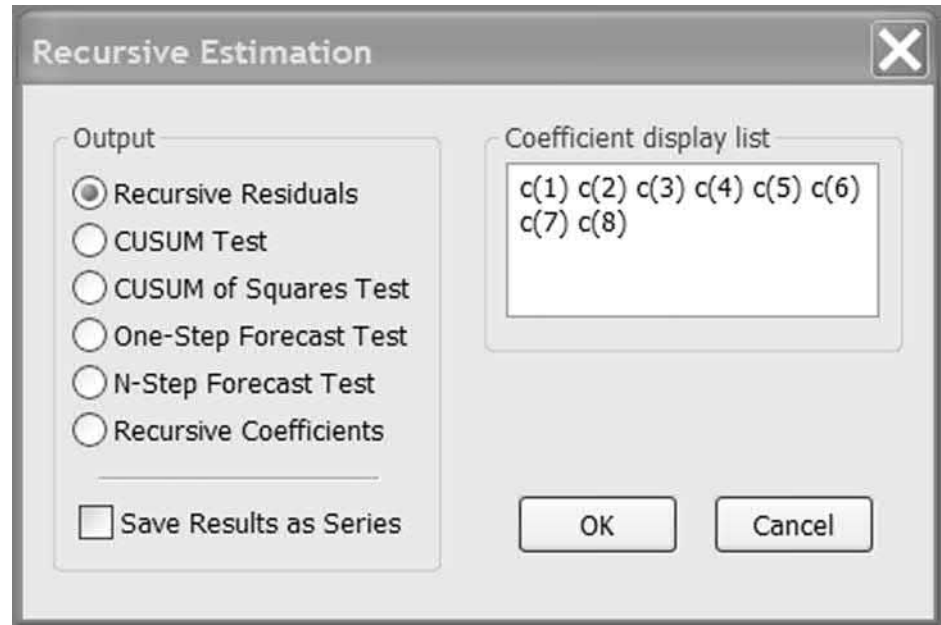 Recursive Estimation
Output
Recursive Residuals
CUSUM Test
CUSUM of Squares Test
One-Step Forecast Test
N-Step Forecast Test
Recursive Coefficients
Save Results as Series
Coefficient display list
c(1) c(2) c(3) c(4) c(5) c(6)
c(7) c(8)
OK
Cancel